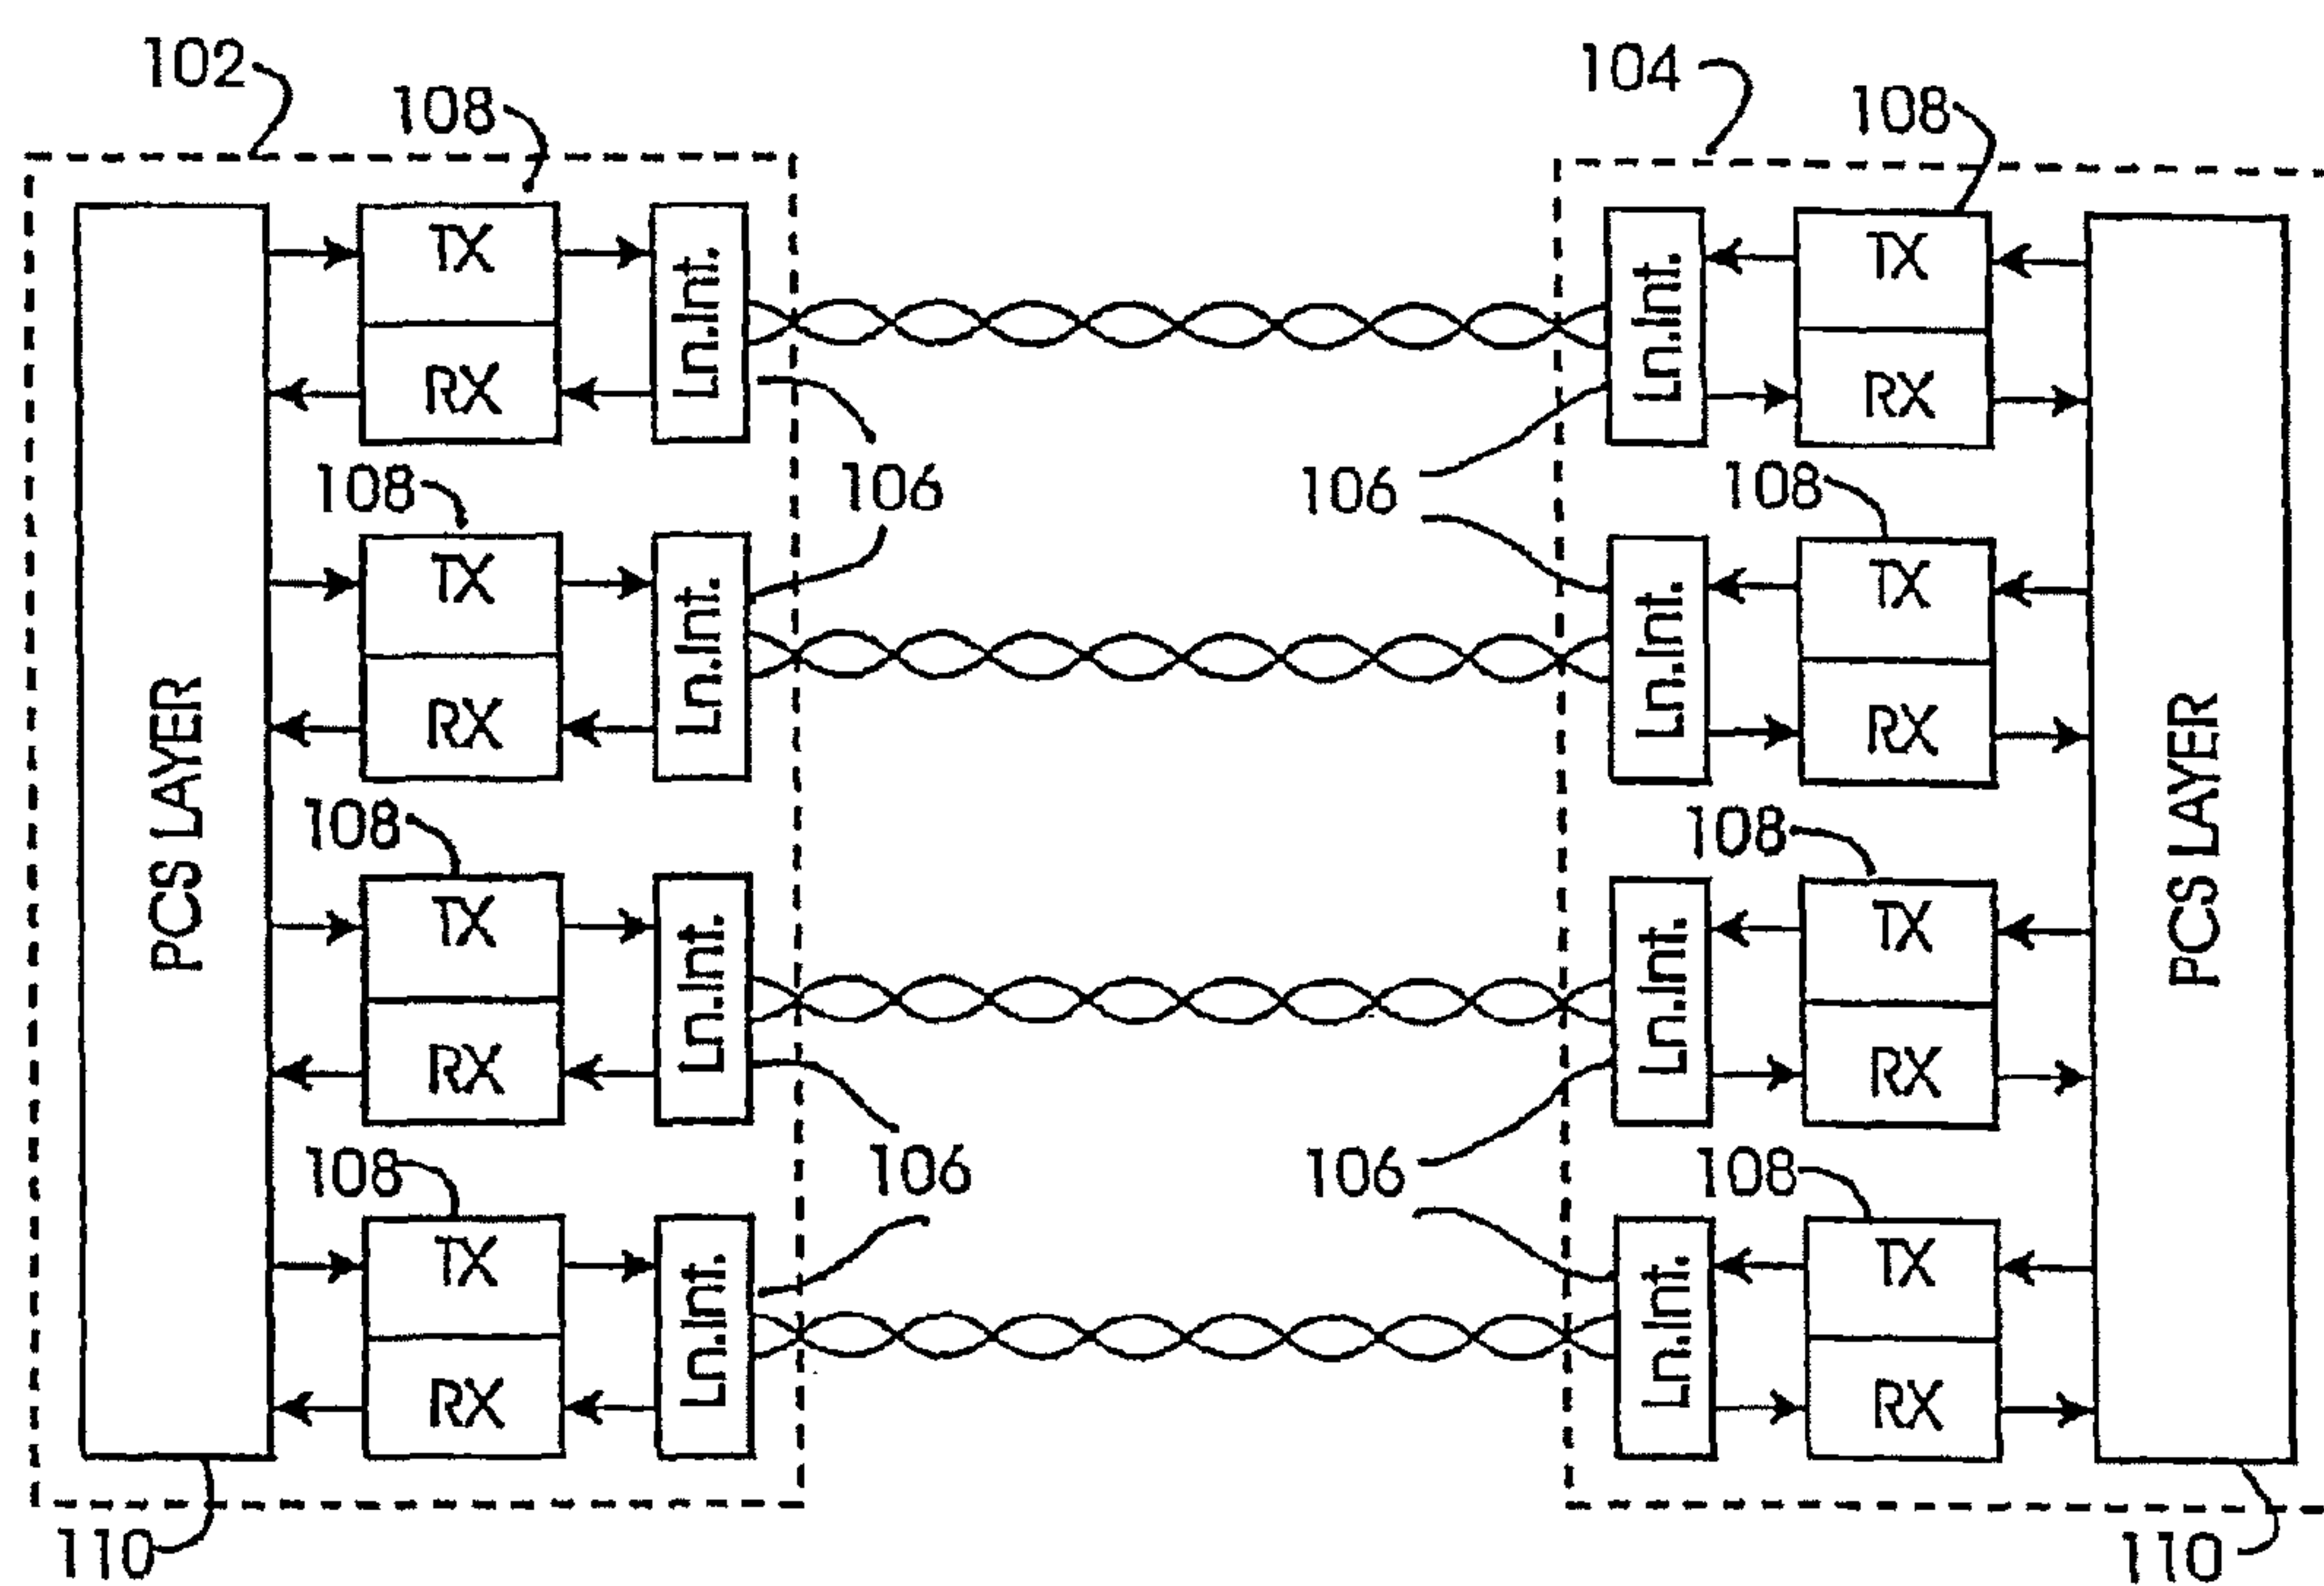 102
104
108
108
TX
RX
Ln.Int.
Ln.Int.
TX
RX
108
106
106
108
TX
RX
Ln.Int.
Ln.Int.
TX
RX
PCS LAYER
PCS LAYER
108
108
TX
RX
Ln.Int.
Ln.Int.
TX
RX
108
106
106
108
TX
RX
Ln.Int.
Ln.Int.
TX
RX
110
110